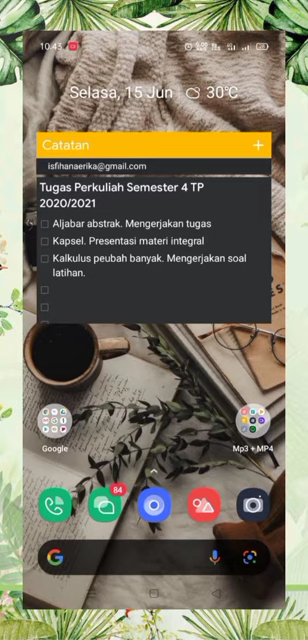 10.43
Selasa, 15 Jun 30°C
Catatan +
isfihanaerika@gmail.com
Tugas Perkuliah Semester 4 TP
2020/2021
Aljabar abstrak. Mengerjakan tugas
Kapsel. Presentasi materi integral
Kalkulus peubah banyak. Mengerjakan soal
latihan.
Google
Mp3 + MP4
84